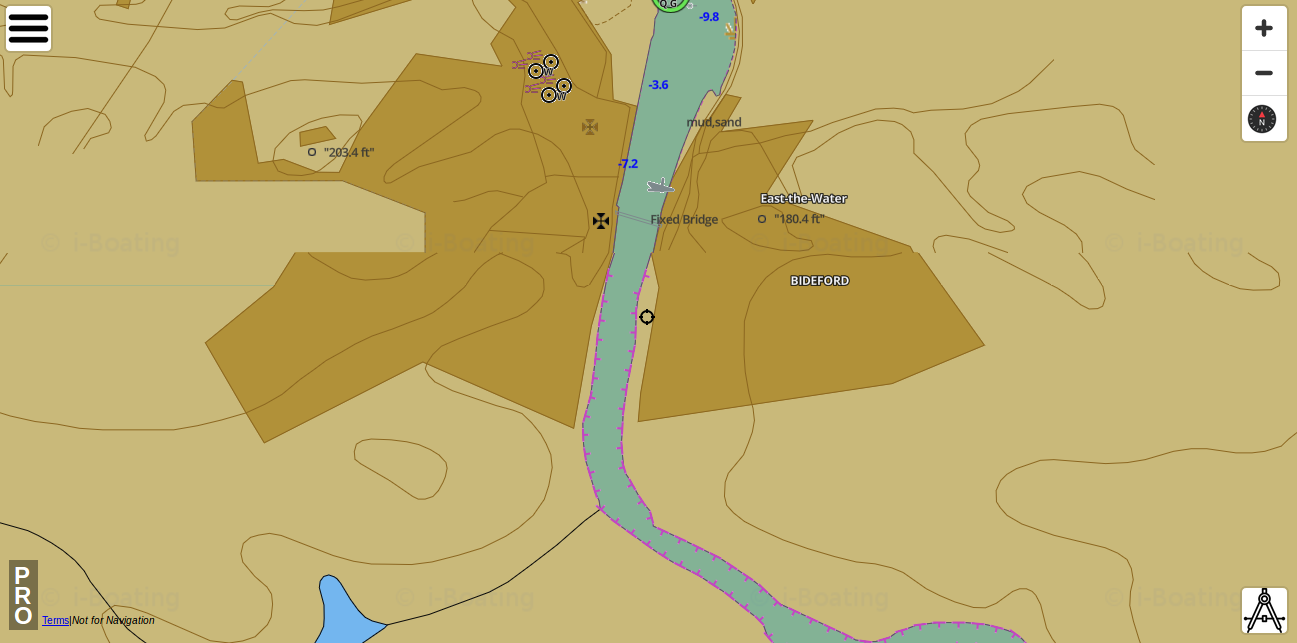 Q.G
-9.8
-3.6
W
W
mud,sand
"203.4 ft"
-7.2
N
East-the-Water
Fixed Bridge
"180.4 ft"
© i-Boating
© i-Boating
© i-Boating
© i-Boating
BIDEFORD
PRO
© i-Boating
© i-Boating
© i-Boating
© i-Boating
Terms|Not for Navigation